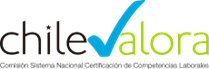 chilevalora
Comisión Sistema Nacional Certificación de Competencias Laborales